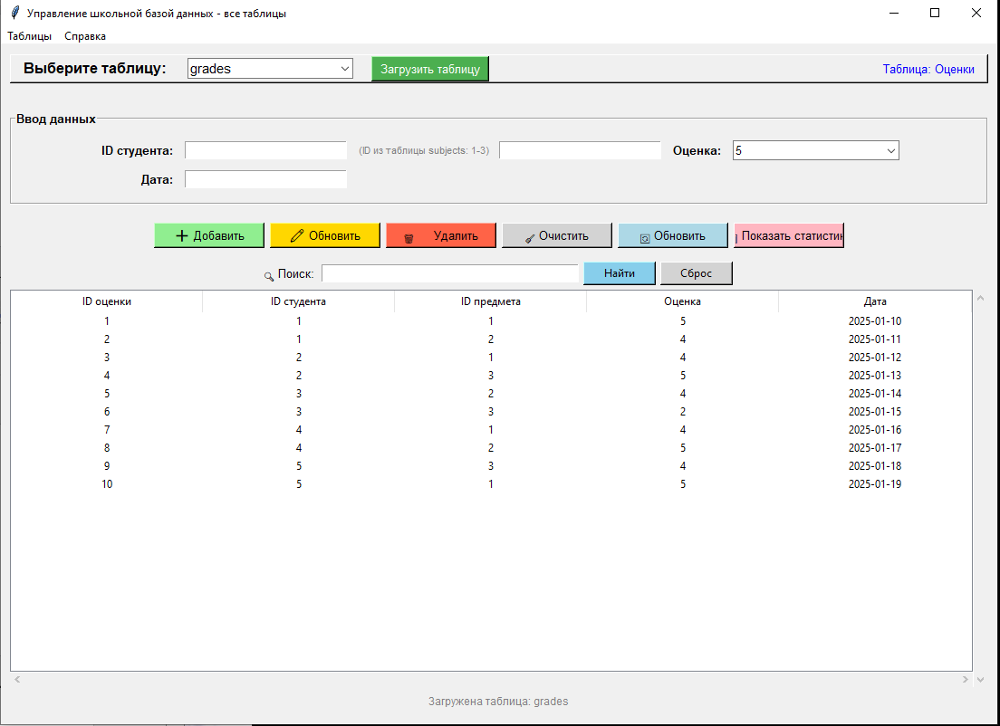 Управление школьной базой данных - все таблицы
Таблицы Справка
Выберите таблицу: grades Загрузить таблицу Таблица: Оценки
Ввод данных
ID студента: (ID из таблицы subjects: 1-3) Оценка: 5
Дата:
Добавить Обновить Удалить Очистить Обновить Показать статистик
Поиск: Найти Сброс
ID оценки ID студента ID предмета Оценка Дата
1 1 1 5 2025-01-10
2 1 2 4 2025-01-11
3 2 1 4 2025-01-12
4 2 3 5 2025-01-13
5 3 2 4 2025-01-14
6 3 3 2 2025-01-15
7 4 1 4 2025-01-16
8 4 2 5 2025-01-17
9 5 3 4 2025-01-18
10 5 1 5 2025-01-19
Загружена таблица: grades